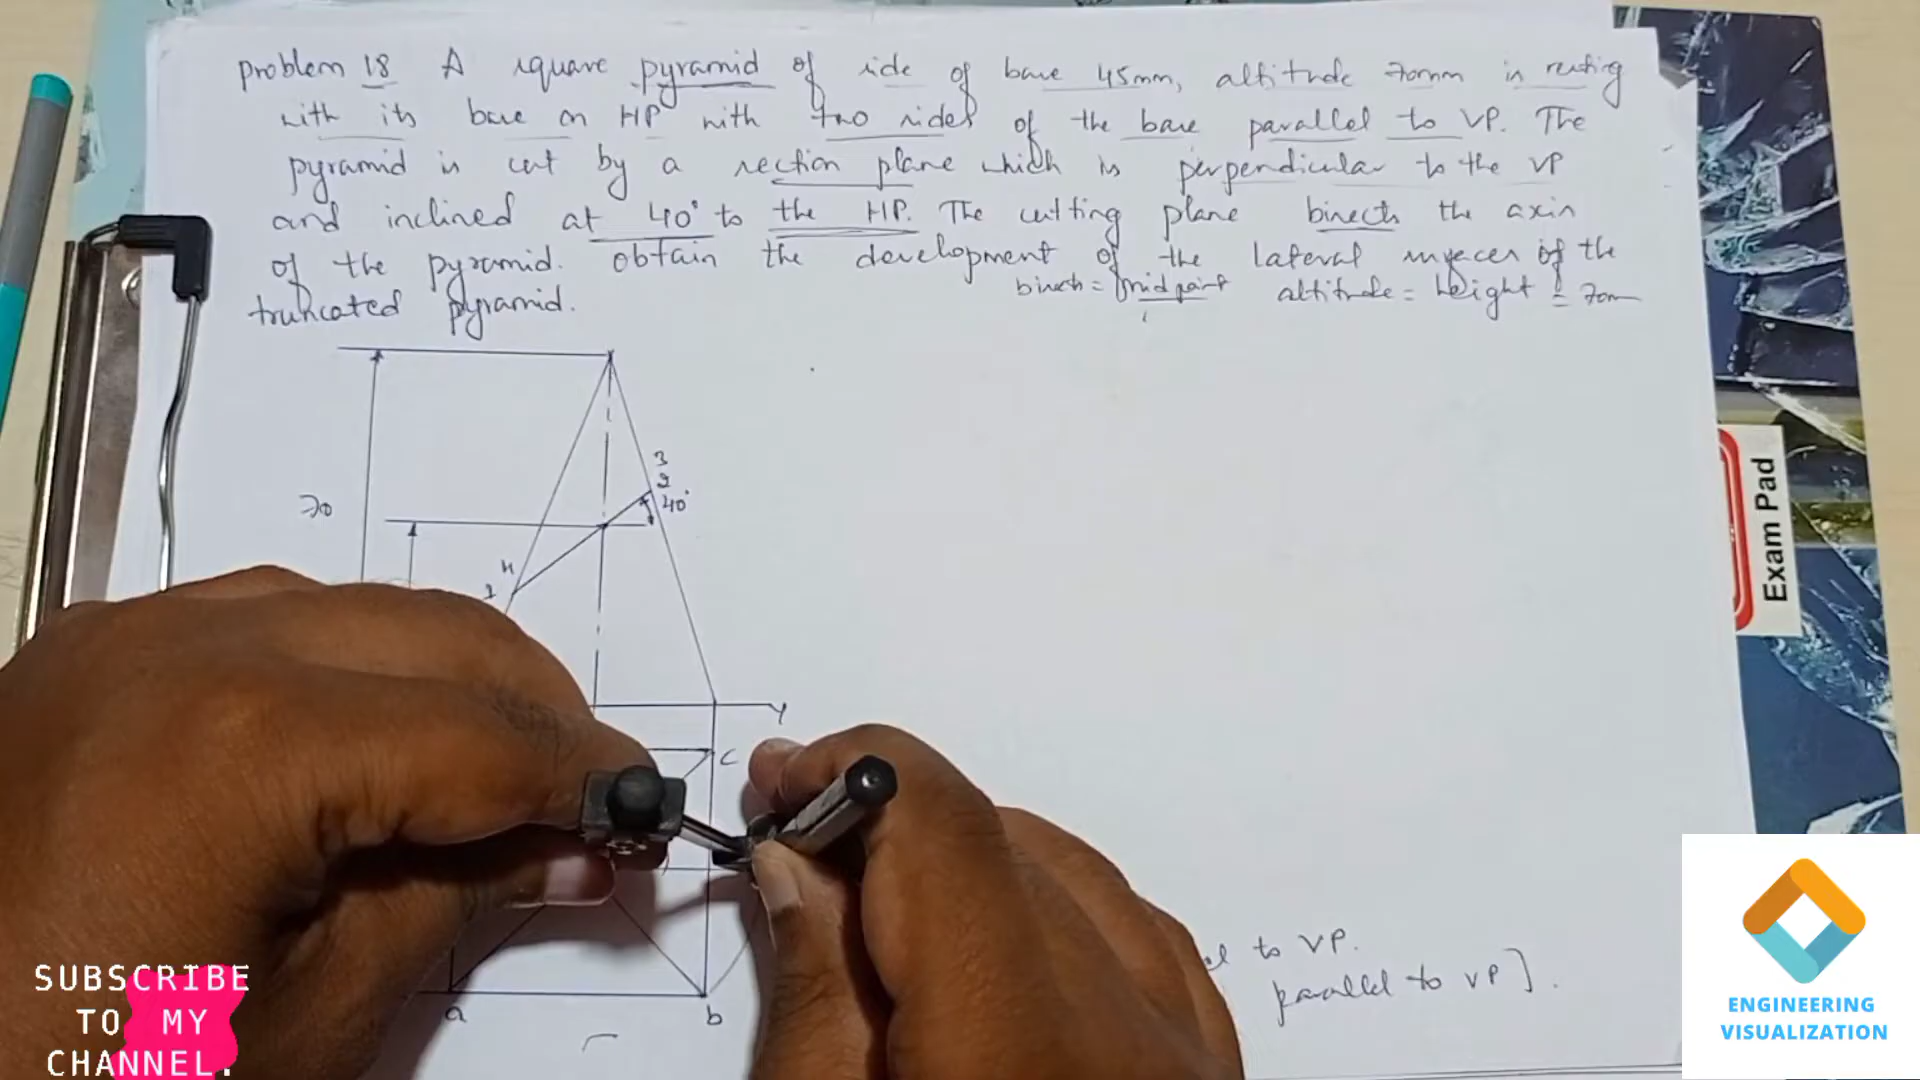 problem 18 A square pyramid of side of base 45mm, altitude 70mm is resting
with its base on HP with two sides of the base parallel to VP. The
pyramid is cut by a section plane which is perpendicular to the VP
and inclined at 40° to the HP. The cutting plane bisects the axis
of the pyramid. obtain the development of the lateral surfaces of the
truncated pyramid.
bisects = midpoint altitude = height = 70m
3
2
40°
70
4
1
Y
c
to VP.
parallel to VP].
a
b
Exam Pad
SUBSCRIBE
TO MY
CHANNEL.
ENGINEERING
VISUALIZATION